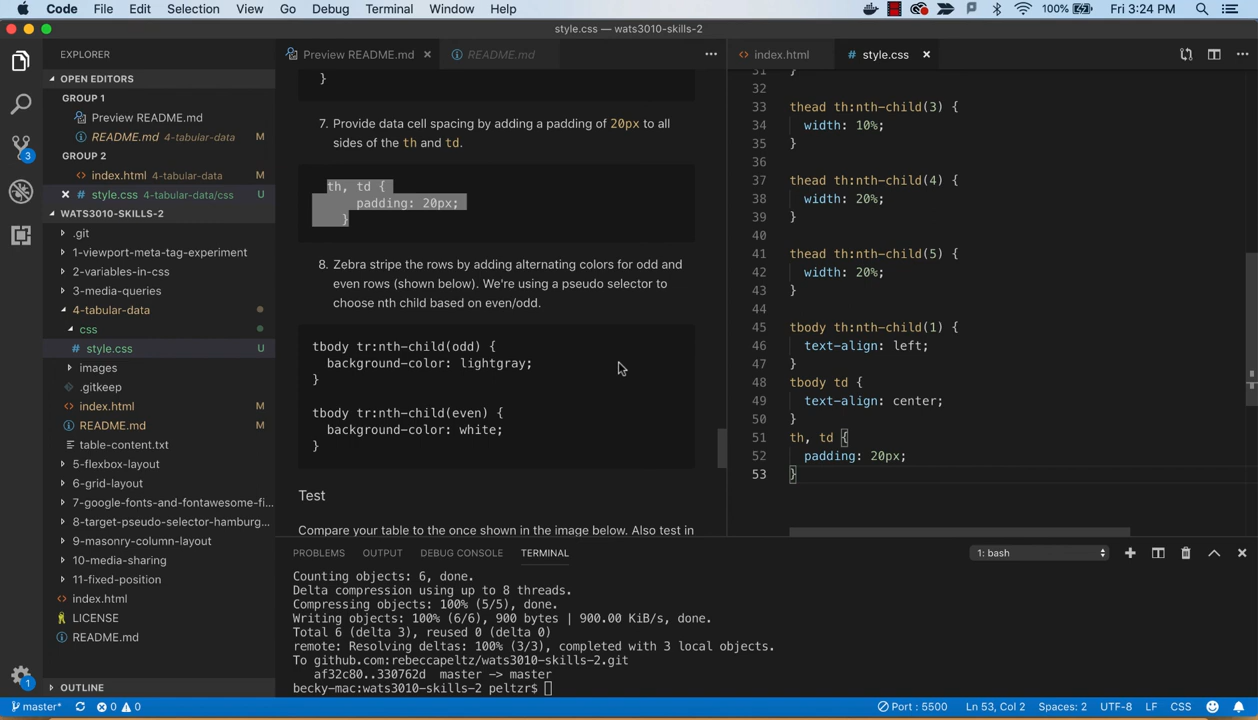 Code File Edit Selection View Go Debug Terminal Window Help 100% Fri 3:24 PM
style.css — wats3010-skills-2
EXPLORER
OPEN EDITORS
GROUP 1
Preview README.md
README.md 4-tabular-data M
GROUP 2
index.html 4-tabular-data M
style.css 4-tabular-data/css U
WATS3010-SKILLS-2
.git
1-viewport-meta-tag-experiment
2-variables-in-css
3-media-queries
4-tabular-data
css
style.css U
images
.gitkeep
index.html M
README.md M
table-content.txt
5-flexbox-layout
6-grid-layout
7-google-fonts-and-fontawesome-fi...
8-target-pseudo-selector-hamburg...
9-masonry-column-layout
10-media-sharing
11-fixed-position
index.html
LICENSE
README.md
OUTLINE
3
1
Preview README.md README.md
}
7. Provide data cell spacing by adding a padding of 20px to all
sides of the th and td.
th, td {
padding: 20px;
}
8. Zebra stripe the rows by adding alternating colors for odd and
even rows (shown below). We're using a pseudo selector to
choose nth child based on even/odd.
tbody tr:nth-child(odd) {
background-color: lightgray;
}
tbody tr:nth-child(even) {
background-color: white;
}
Test
Compare your table to the once shown in the image below. Also test in
index.html style.css
31 }
32
33 thead th:nth-child(3) {
34 width: 10%;
35 }
36
37 thead th:nth-child(4) {
38 width: 20%;
39 }
40
41 thead th:nth-child(5) {
42 width: 20%;
43 }
44
45 tbody th:nth-child(1) {
46 text-align: left;
47 }
48 tbody td {
49 text-align: center;
50 }
51 th, td {
52 padding: 20px;
53 }
PROBLEMS OUTPUT DEBUG CONSOLE TERMINAL 1: bash
Counting objects: 6, done.
Delta compression using up to 8 threads.
Compressing objects: 100% (5/5), done.
Writing objects: 100% (6/6), 900 bytes | 900.00 KiB/s, done.
Total 6 (delta 3), reused 0 (delta 0)
remote: Resolving deltas: 100% (3/3), completed with 3 local objects.
To github.com:rebeccapeltz/wats3010-skills-2.git
af32c80..330762d master -> master
becky-mac:wats3010-skills-2 peltzr$
master* 0 0 Port : 5500 Ln 53, Col 2 Spaces: 2 UTF-8 LF CSS